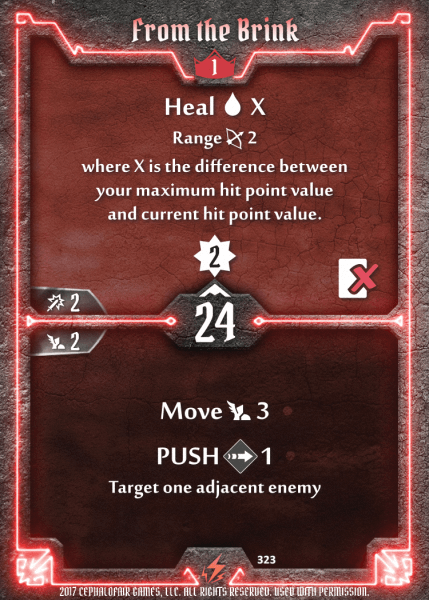 From the Brink
1
Heal X
Range 2
where X is the difference between
your maximum hit point value
and current hit point value.
2
2
24
2
Move 3
PUSH 1
Target one adjacent enemy
323
2017 CEPHALOFAIR GAMES, LLC. ALL RIGHTS RESERVED. USED WITH PERMISSION.